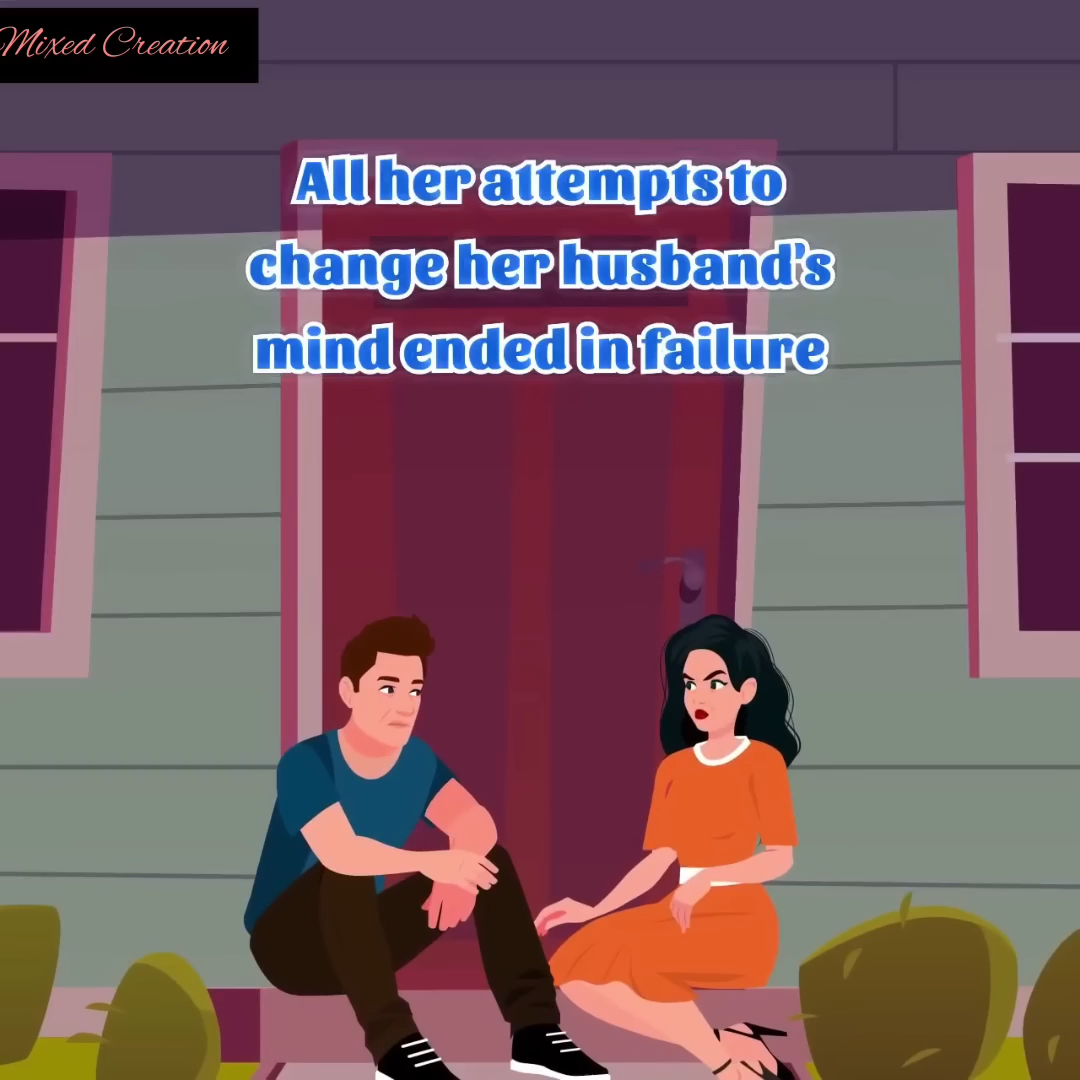 Mixed Creation
All her attempts to
change her husband's
mind ended in failure